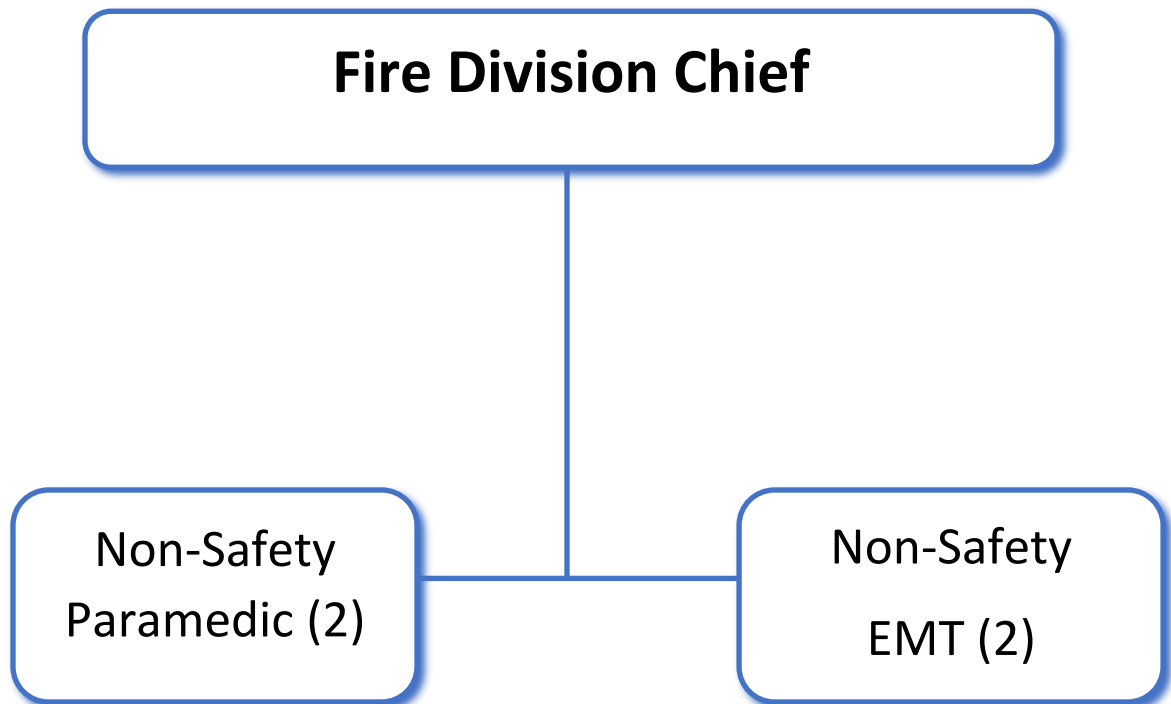 Fire Division Chief
Non-Safety
Paramedic (2)
Non-Safety
EMT (2)